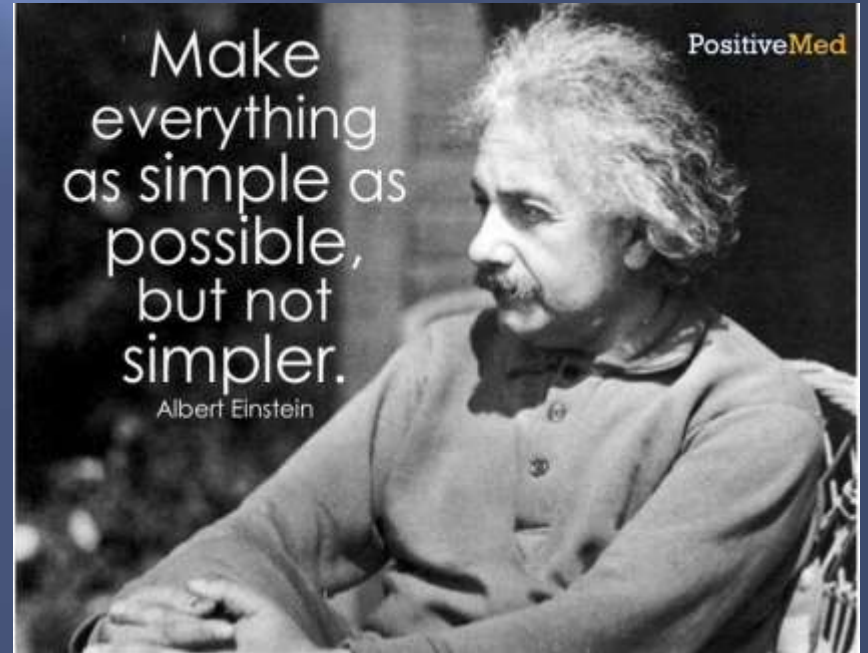 Make
everything
as simple as
possible,
but not
simpler.
Albert Einstein
PositiveMed